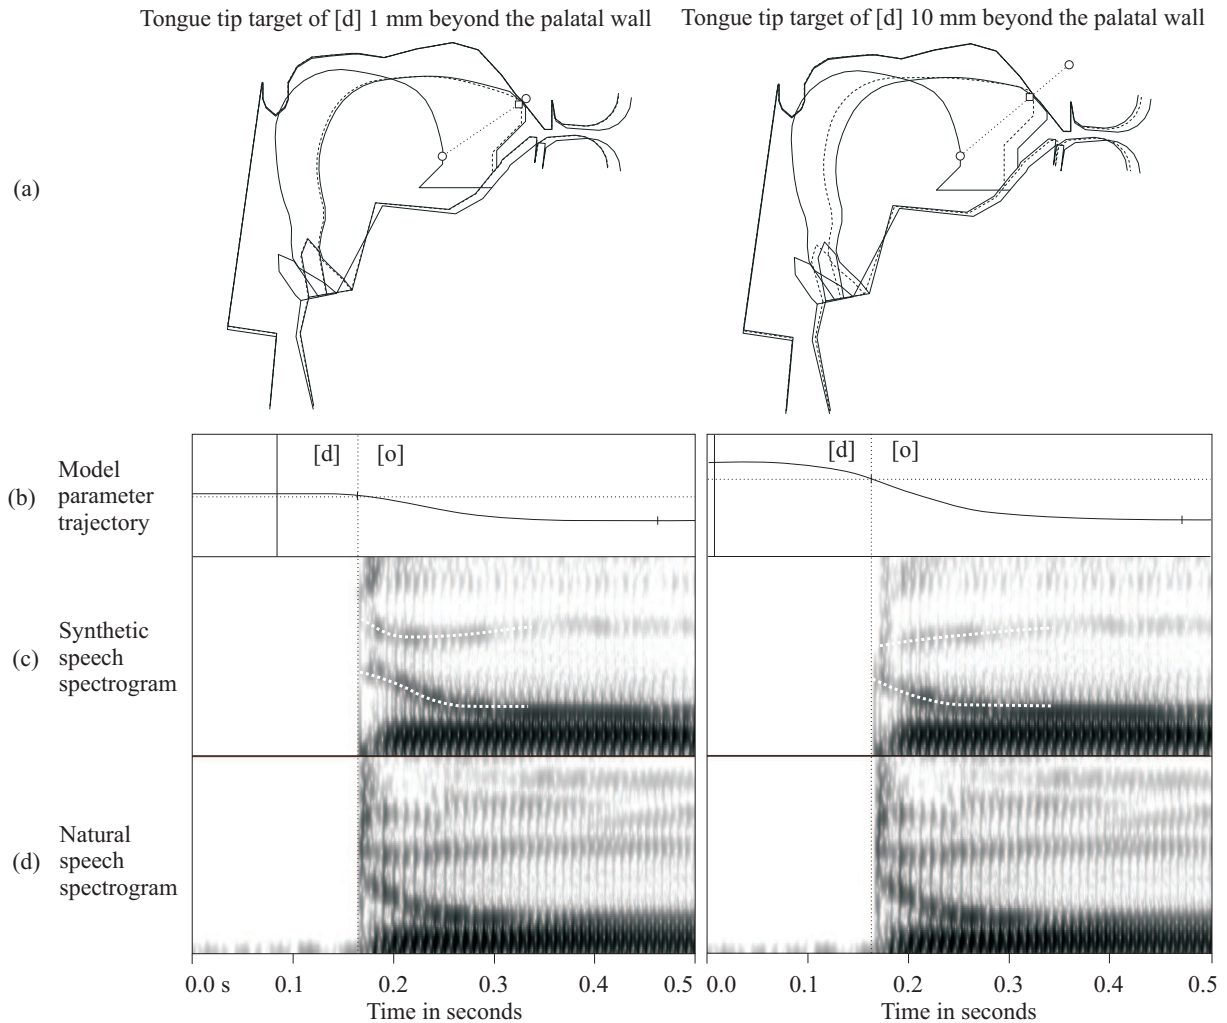 Tongue tip target of [d] 1 mm beyond the palatal wall
Tongue tip target of [d] 10 mm beyond the palatal wall
(a)
(b)
Model
parameter
trajectory
[d]
[o]
[d]
[o]
(c)
Synthetic
speech
spectrogram
(d)
Natural
speech
spectrogram
0.0 s
0.1
0.2
0.3
0.4
0.5
0.0
0.1
0.2
0.3
0.4
0.5
Time in seconds
Time in seconds